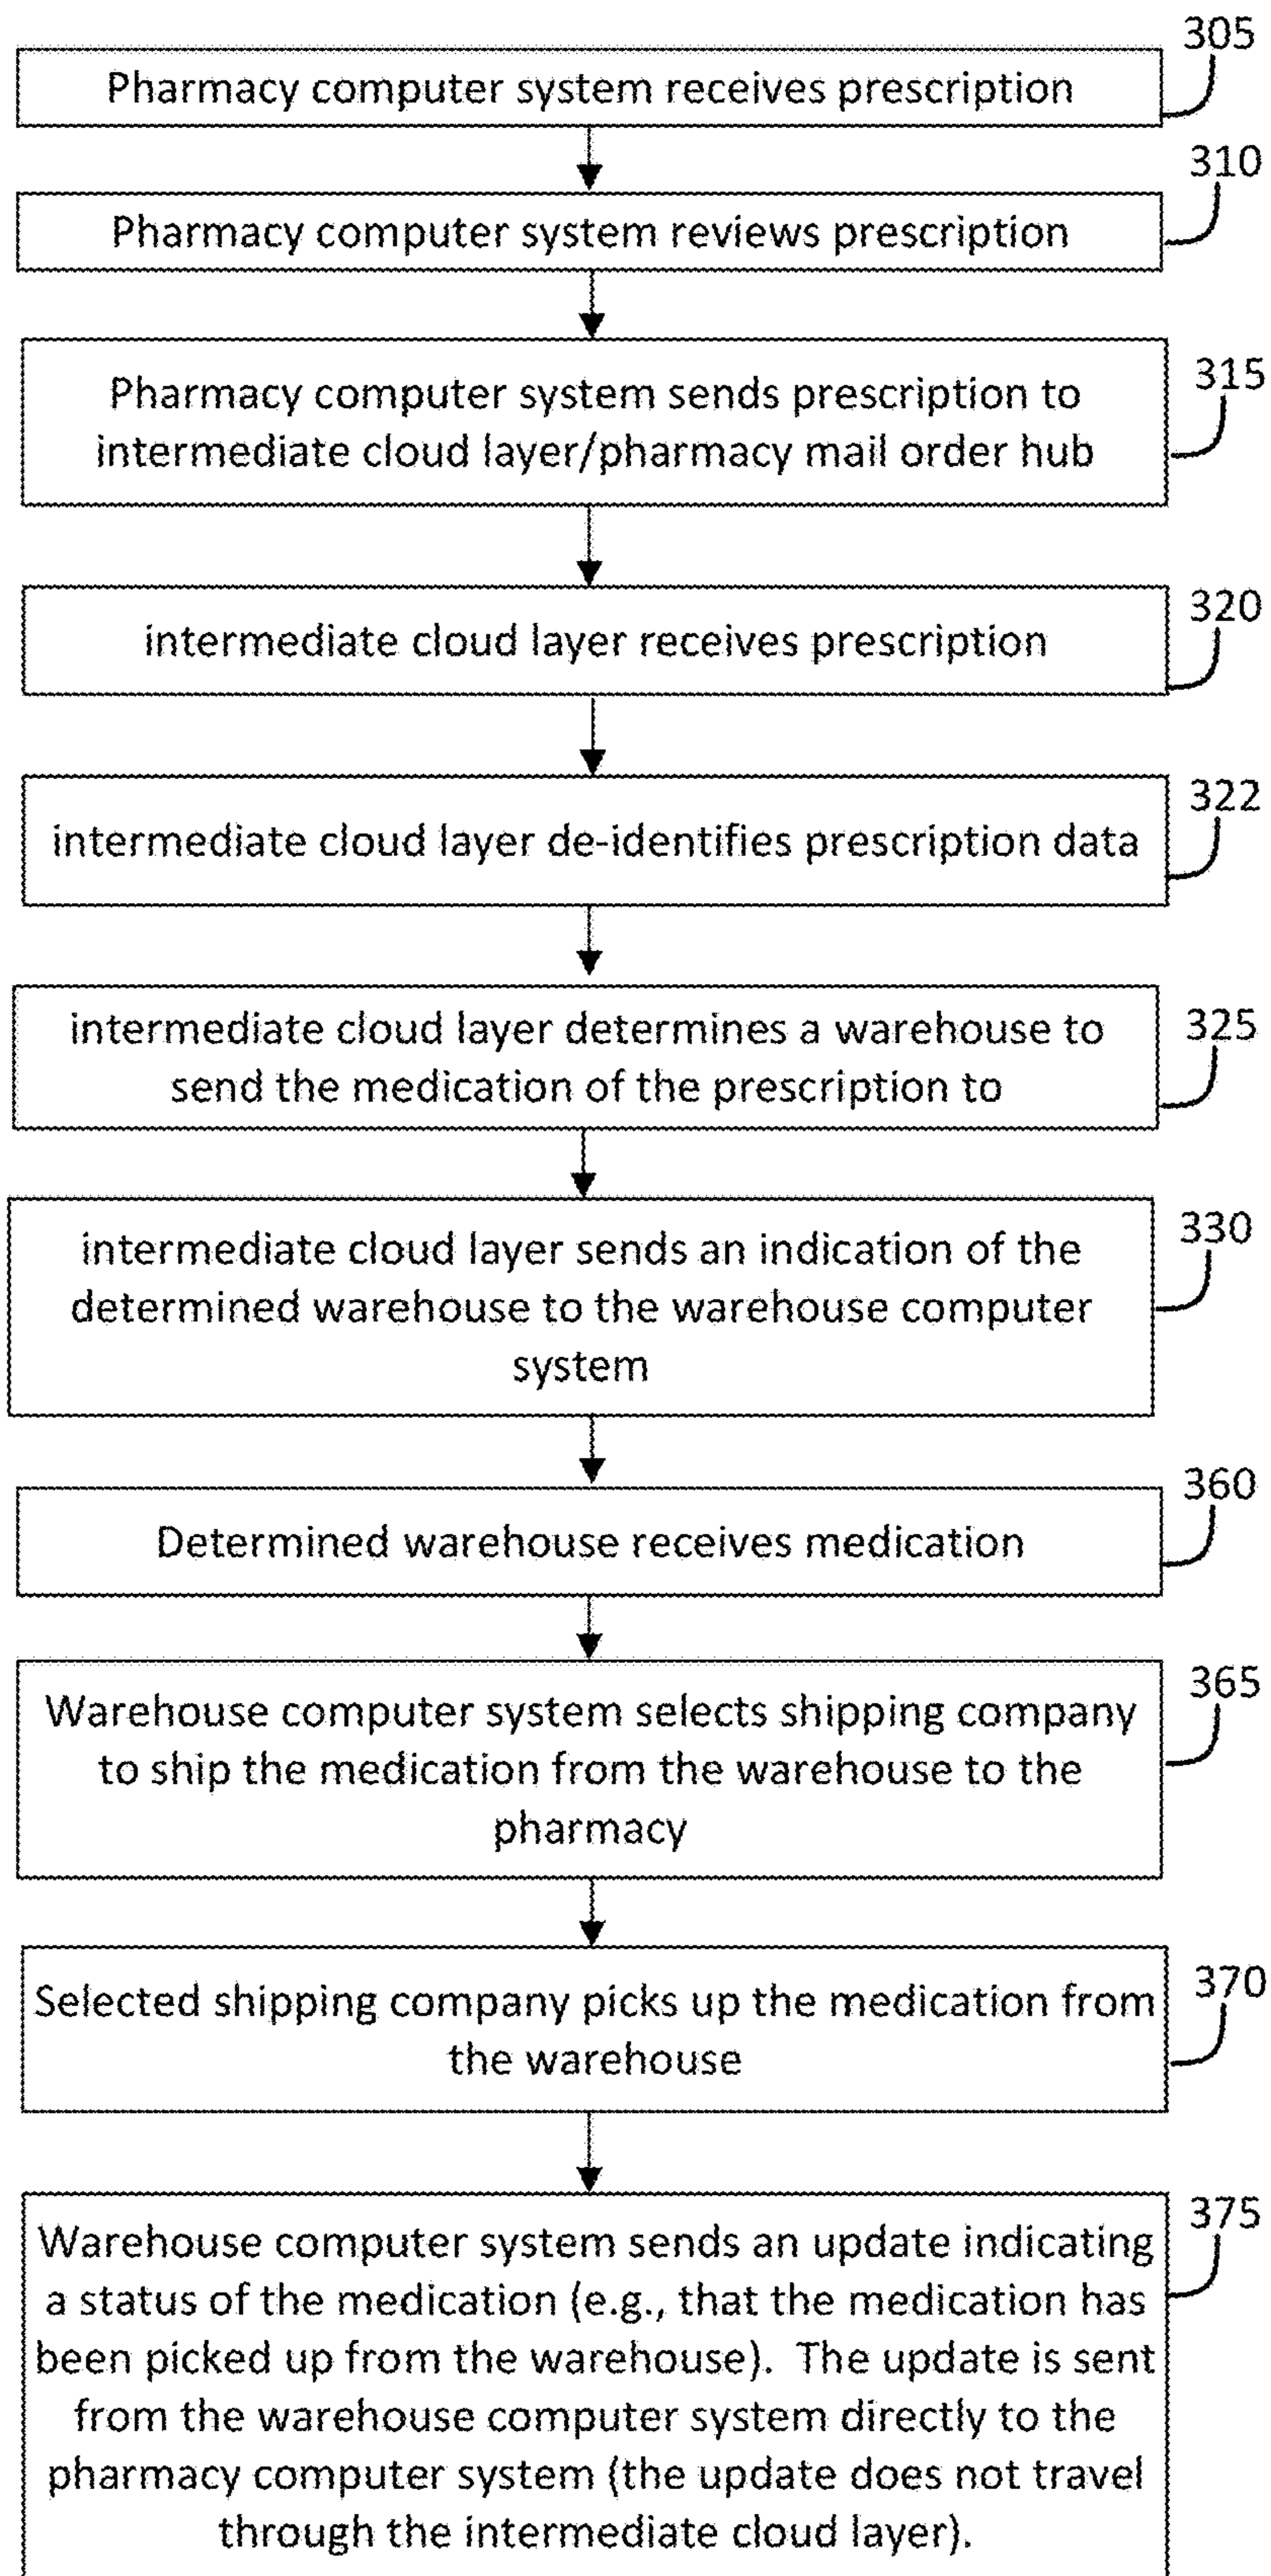 305
Pharmacy computer system receives prescription
310
Pharmacy computer system reviews prescription
315
Pharmacy computer system sends prescription to
intermediate cloud layer/pharmacy mail order hub
320
intermediate cloud layer receives prescription
322
intermediate cloud layer de-identifies prescription data
325
intermediate cloud layer determines a warehouse to
send the medication of the prescription to
330
intermediate cloud layer sends an indication of the
determined warehouse to the warehouse computer
system
360
Determined warehouse receives medication
365
Warehouse computer system selects shipping company
to ship the medication from the warehouse to the
pharmacy
370
Selected shipping company picks up the medication from
the warehouse
375
Warehouse computer system sends an update indicating
a status of the medication (e.g., that the medication has
been picked up from the warehouse). The update is sent
from the warehouse computer system directly to the
pharmacy computer system (the update does not travel
through the intermediate cloud layer).